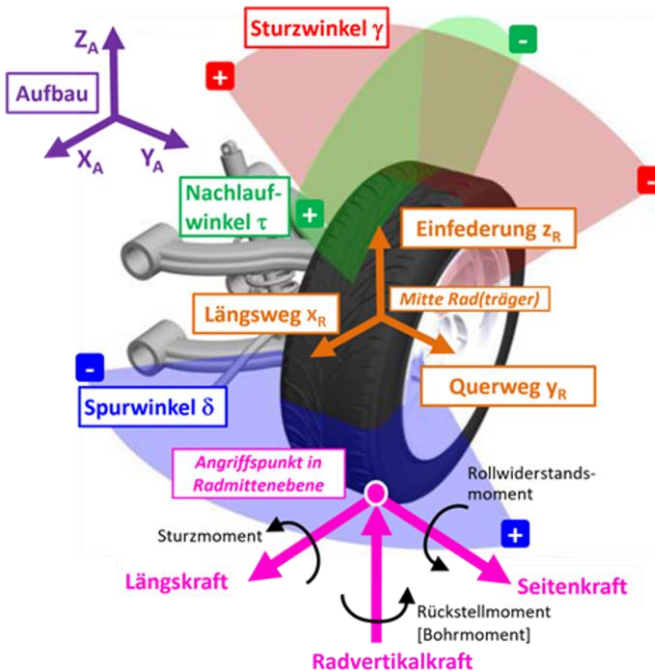 Z_A
Sturzwinkel γ
-
+
Aufbau
X_A
Y_A
-
Nachlauf-
winkel τ
+
Einfederung z_R
Längsweg x_R
Mitte Rad(träger)
-
Querweg y_R
Spurwinkel δ
Angriffspunkt in
Radmittenebene
Rollwiderstands-
moment
Sturzmoment
+
Längskraft
Seitenkraft
Rückstellmoment
[Bohrmoment]
Radvertikalkraft